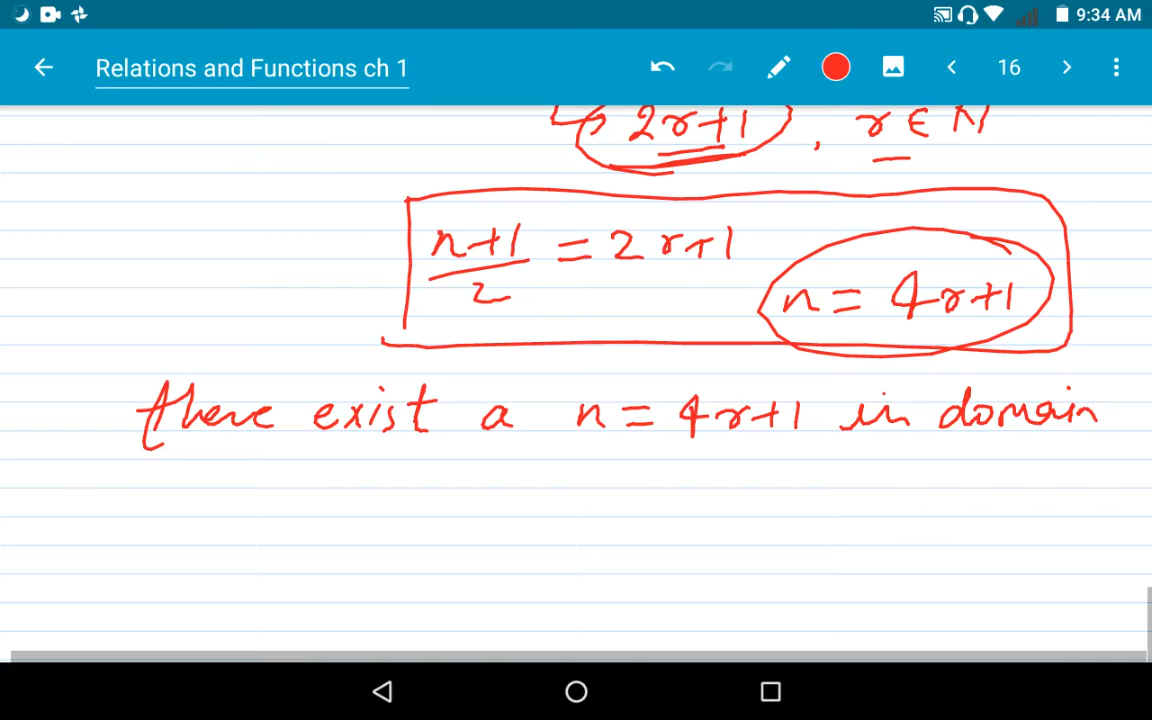 9:34 AM
Relations and Functions ch 1
16
↳ 2r+1, r ∈ N
n+1/2 = 2r+1
n = 4r+1
there exist a n = 4r+1 in domain